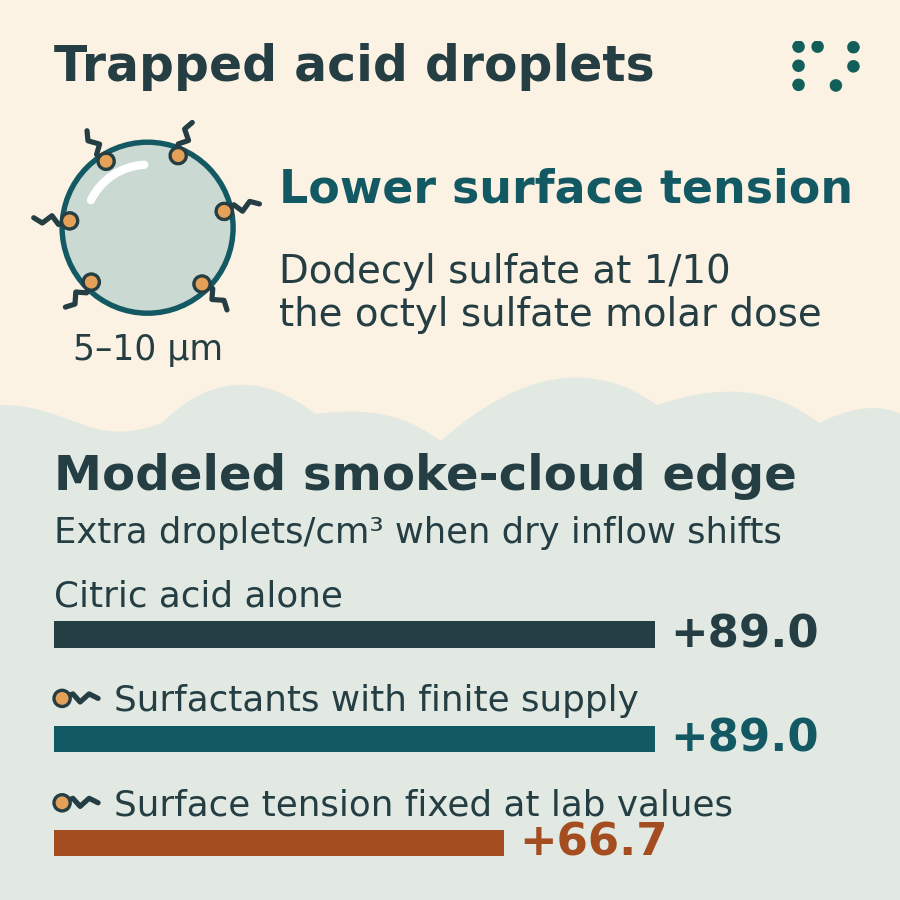 Trapped acid droplets
Lower surface tension
Dodecyl sulfate at 1/10
the octyl sulfate molar dose
5–10 µm
Modeled smoke-cloud edge
Extra droplets/cm³ when dry inflow shifts
Citric acid alone
+89.0
Surfactants with finite supply
+89.0
Surface tension fixed at lab values
+66.7